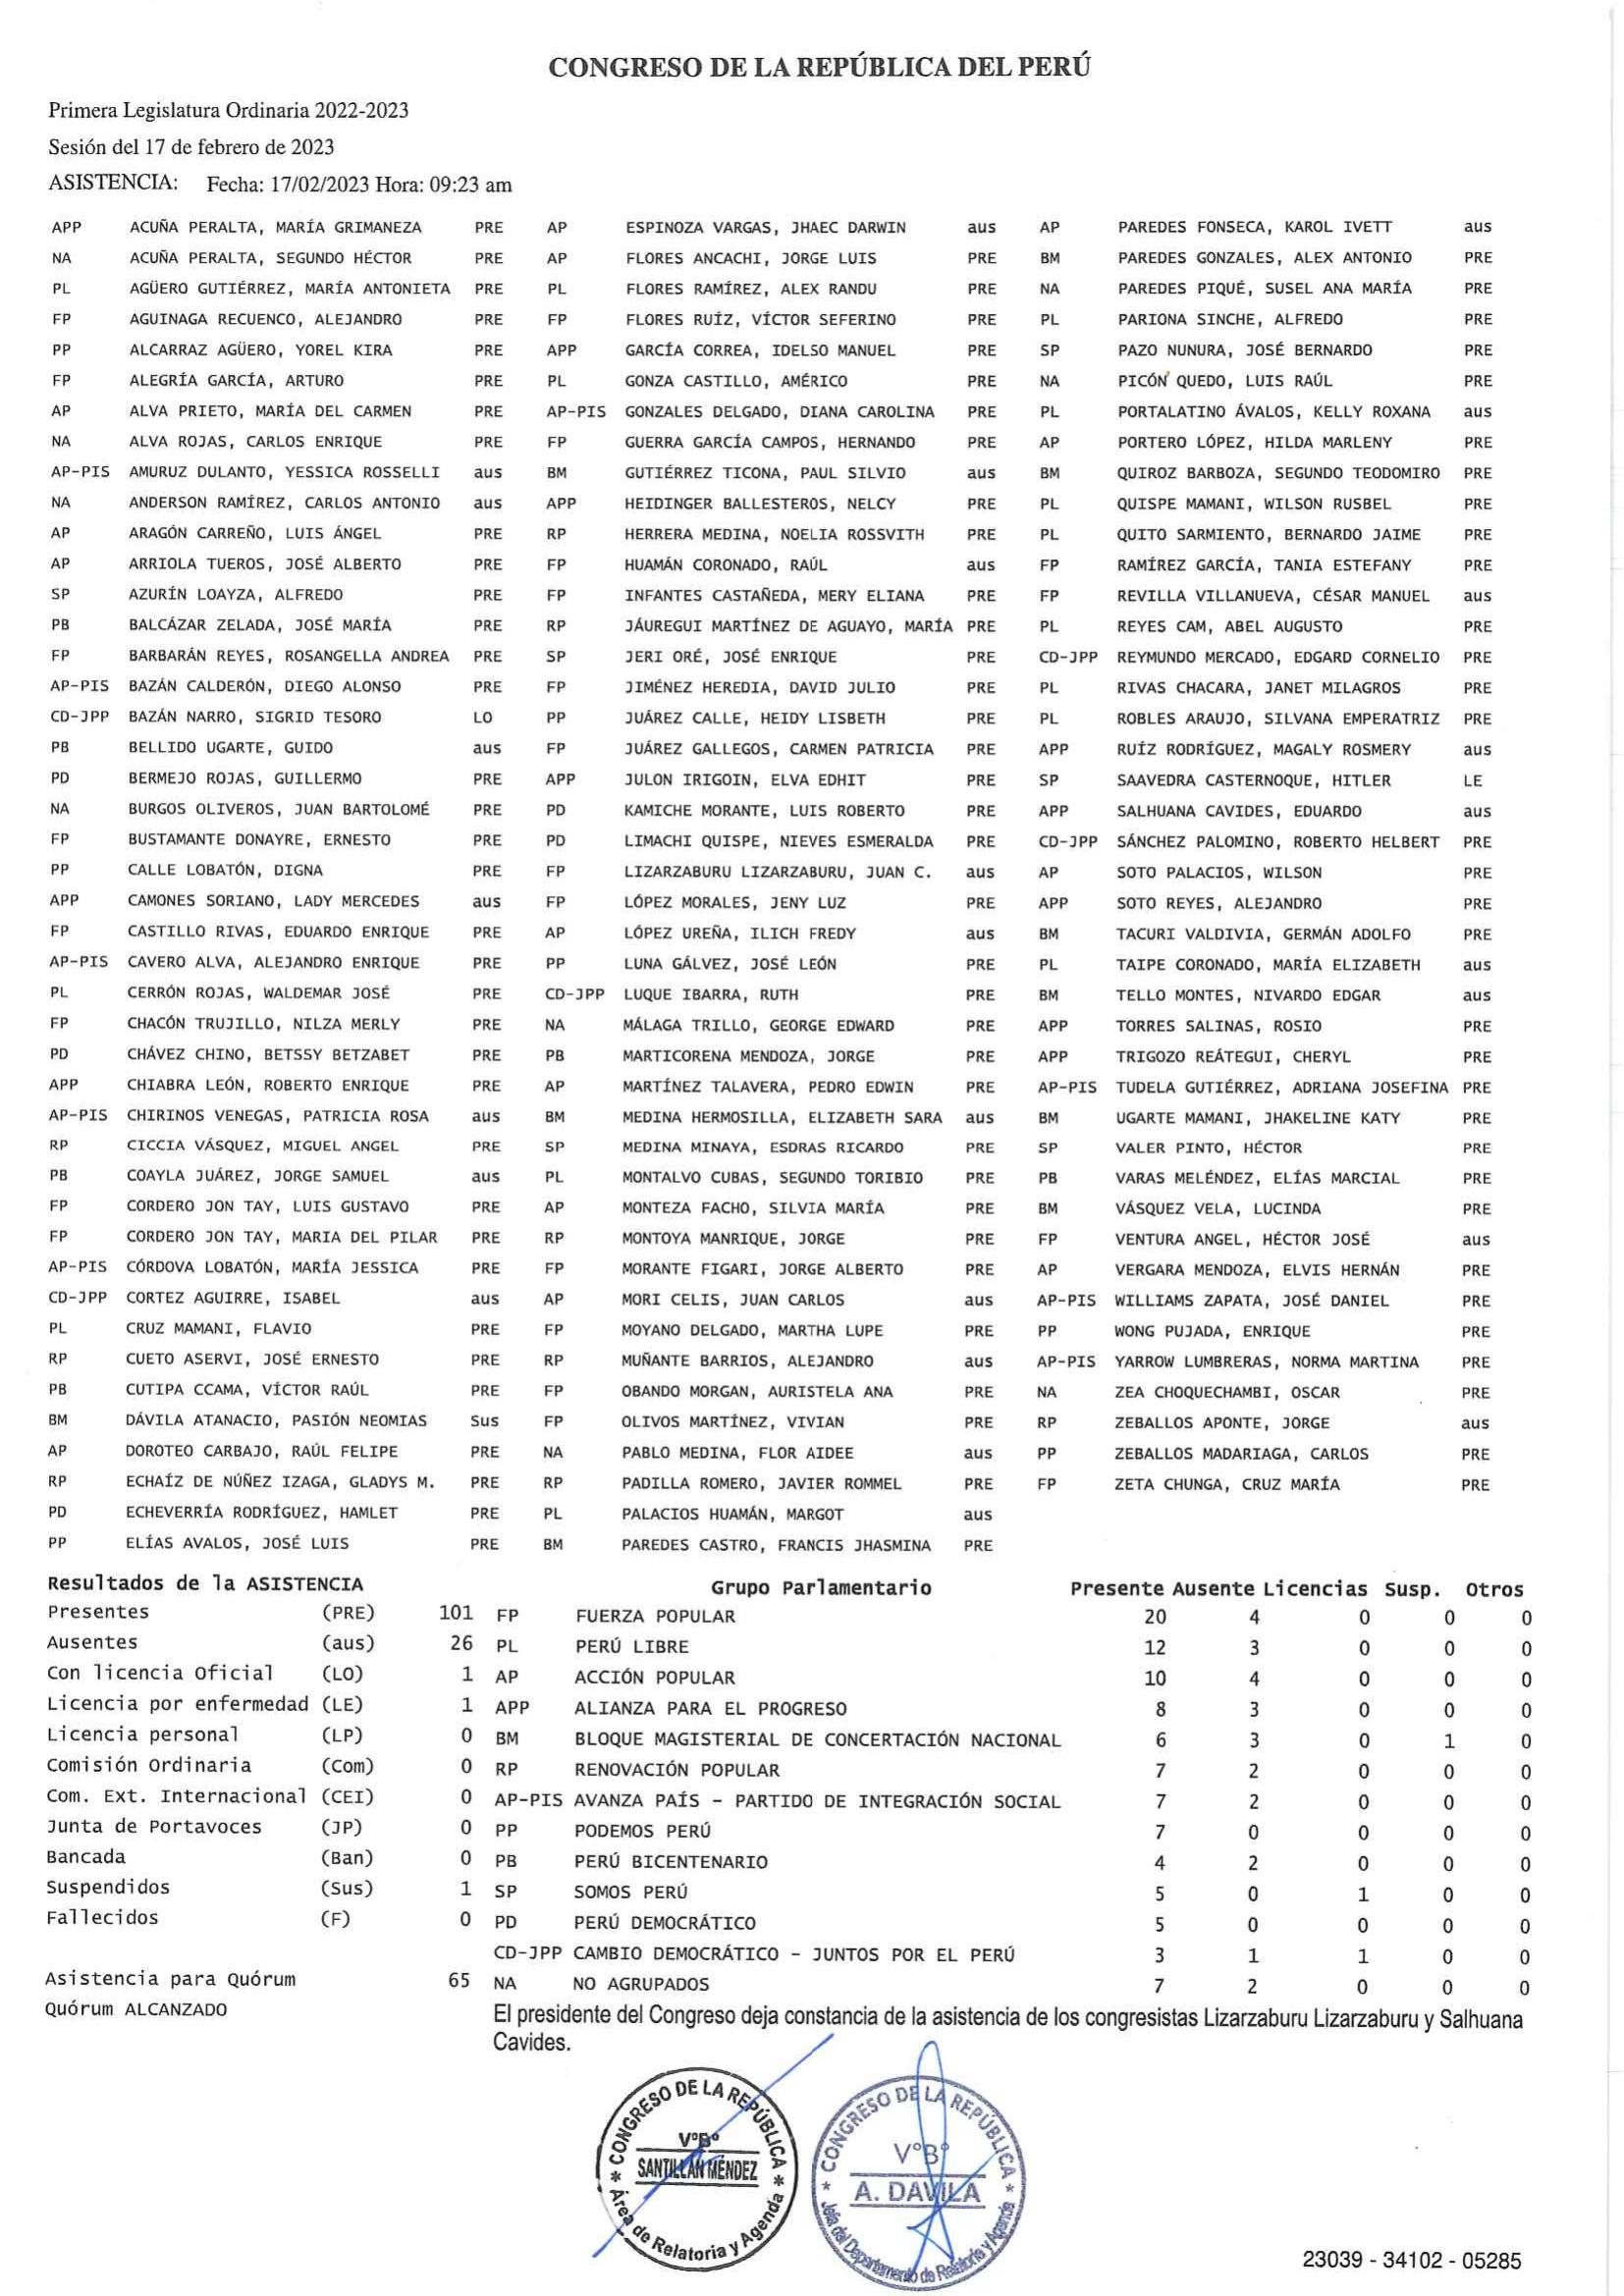 CONGRESO DE LA REPÚBLICA DEL PERÚ
Primera Legislatura Ordinaria 2022-2023
Sesión del 17 de febrero de 2023
ASISTENCIA: Fecha: 17/02/2023 Hora: 09:23 am
APP ACUÑA PERALTA, MARÍA GRIMANEZA PRE AP ESPINOZA VARGAS, JHAEC DARWIN aus AP PAREDES FONSECA, KAROL IVETT aus
NA ACUÑA PERALTA, SEGUNDO HÉCTOR PRE AP FLORES ANCACHI, JORGE LUIS PRE BM PAREDES GONZALES, ALEX ANTONIO PRE
PL AGÜERO GUTIÉRREZ, MARÍA ANTONIETA PRE PL FLORES RAMÍREZ, ALEX RANDU PRE NA PAREDES PIQUÉ, SUSEL ANA MARÍA PRE
FP AGUINAGA RECUENCO, ALEJANDRO PRE FP FLORES RUÍZ, VÍCTOR SEFERINO PRE PL PARIONA SINCHE, ALFREDO PRE
PP ALCARRAZ AGÜERO, YOREL KIRA PRE APP GARCÍA CORREA, IDELSO MANUEL PRE SP PAZO NUNURA, JOSÉ BERNARDO PRE
FP ALEGRÍA GARCÍA, ARTURO PRE PL GONZA CASTILLO, AMÉRICO PRE NA PICÓN QUEDO, LUIS RAÚL PRE
AP ALVA PRIETO, MARÍA DEL CARMEN PRE AP-PIS GONZALES DELGADO, DIANA CAROLINA PRE PL PORTALATINO ÁVALOS, KELLY ROXANA aus
NA ALVA ROJAS, CARLOS ENRIQUE PRE FP GUERRA GARCÍA CAMPOS, HERNANDO PRE AP PORTERO LÓPEZ, HILDA MARLENY PRE
AP-PIS AMURUZ DULANTO, YESSICA ROSSELLI aus BM GUTIÉRREZ TICONA, PAUL SILVIO aus BM QUIROZ BARBOZA, SEGUNDO TEODOMIRO PRE
NA ANDERSON RAMÍREZ, CARLOS ANTONIO aus APP HEIDINGER BALLESTEROS, NELCY PRE PL QUISPE MAMANI, WILSON RUSBEL PRE
AP ARAGÓN CARREÑO, LUIS ÁNGEL PRE RP HERRERA MEDINA, NOELIA ROSSVITH PRE PL QUITO SARMIENTO, BERNARDO JAIME PRE
AP ARRIOLA TUEROS, JOSÉ ALBERTO PRE FP HUAMÁN CORONADO, RAÚL aus FP RAMÍREZ GARCÍA, TANIA ESTEFANY PRE
SP AZURÍN LOAYZA, ALFREDO PRE FP INFANTES CASTAÑEDA, MERY ELIANA PRE FP REVILLA VILLANUEVA, CÉSAR MANUEL aus
PB BALCÁZAR ZELADA, JOSÉ MARÍA PRE RP JÁUREGUI MARTÍNEZ DE AGUAYO, MARÍA PRE PL REYES CAM, ABEL AUGUSTO PRE
FP BARBARÁN REYES, ROSANGELLA ANDREA PRE SP JERI ORÉ, JOSÉ ENRIQUE PRE CD-JPP REYMUNDO MERCADO, EDGARD CORNELIO PRE
AP-PIS BAZÁN CALDERÓN, DIEGO ALONSO PRE FP JIMÉNEZ HEREDIA, DAVID JULIO PRE PL RIVAS CHACARA, JANET MILAGROS PRE
CD-JPP BAZÁN NARRO, SIGRID TESORO LO PP JUÁREZ CALLE, HEIDY LISBETH PRE PL ROBLES ARAUJO, SILVANA EMPERATRIZ PRE
PB BELLIDO UGARTE, GUIDO aus FP JUÁREZ GALLEGOS, CARMEN PATRICIA PRE APP RUÍZ RODRÍGUEZ, MAGALY ROSMERY aus
PD BERMEJO ROJAS, GUILLERMO PRE APP JULON IRIGOIN, ELVA EDHIT PRE SP SAAVEDRA CASTERNOQUE, HITLER LE
NA BURGOS OLIVEROS, JUAN BARTOLOMÉ PRE PD KAMICHE MORANTE, LUIS ROBERTO PRE APP SALHUANA CAVIDES, EDUARDO aus
FP BUSTAMANTE DONAYRE, ERNESTO PRE PD LIMACHI QUISPE, NIEVES ESMERALDA PRE CD-JPP SÁNCHEZ PALOMINO, ROBERTO HELBERT PRE
PP CALLE LOBATÓN, DIGNA PRE FP LIZARZABURU LIZARZABURU, JUAN C. aus AP SOTO PALACIOS, WILSON PRE
APP CAMONES SORIANO, LADY MERCEDES aus FP LÓPEZ MORALES, JENY LUZ PRE APP SOTO REYES, ALEJANDRO PRE
FP CASTILLO RIVAS, EDUARDO ENRIQUE PRE AP LÓPEZ UREÑA, ILICH FREDY aus BM TACURI VALDIVIA, GERMÁN ADOLFO PRE
AP-PIS CAVERO ALVA, ALEJANDRO ENRIQUE PRE PP LUNA GÁLVEZ, JOSÉ LEÓN PRE PL TAIPE CORONADO, MARÍA ELIZABETH aus
PL CERRÓN ROJAS, WALDEMAR JOSÉ PRE CD-JPP LUQUE IBARRA, RUTH PRE BM TELLO MONTES, NIVARDO EDGAR aus
FP CHACÓN TRUJILLO, NILZA MERLY PRE NA MÁLAGA TRILLO, GEORGE EDWARD PRE APP TORRES SALINAS, ROSIO PRE
PD CHÁVEZ CHINO, BETSSY BETZABET PRE PB MARTICORENA MENDOZA, JORGE PRE APP TRIGOZO REÁTEGUI, CHERYL PRE
APP CHIABRA LEÓN, ROBERTO ENRIQUE PRE AP MARTÍNEZ TALAVERA, PEDRO EDWIN PRE AP-PIS TUDELA GUTIÉRREZ, ADRIANA JOSEFINA PRE
AP-PIS CHIRINOS VENEGAS, PATRICIA ROSA aus BM MEDINA HERMOSILLA, ELIZABETH SARA aus BM UGARTE MAMANI, JHAKELINE KATY PRE
RP CICCIA VÁSQUEZ, MIGUEL ANGEL PRE SP MEDINA MINAYA, ESDRAS RICARDO PRE SP VALER PINTO, HÉCTOR PRE
PB COAYLA JUÁREZ, JORGE SAMUEL aus PL MONTALVO CUBAS, SEGUNDO TORIBIO PRE PB VARAS MELÉNDEZ, ELÍAS MARCIAL PRE
FP CORDERO JON TAY, LUIS GUSTAVO PRE AP MONTEZA FACHO, SILVIA MARÍA PRE BM VÁSQUEZ VELA, LUCINDA PRE
FP CORDERO JON TAY, MARIA DEL PILAR PRE RP MONTOYA MANRIQUE, JORGE PRE FP VENTURA ANGEL, HÉCTOR JOSÉ aus
AP-PIS CÓRDOVA LOBATÓN, MARÍA JESSICA PRE FP MORANTE FIGARI, JORGE ALBERTO PRE AP VERGARA MENDOZA, ELVIS HERNÁN PRE
CD-JPP CORTEZ AGUIRRE, ISABEL aus AP MORI CELIS, JUAN CARLOS aus AP-PIS WILLIAMS ZAPATA, JOSÉ DANIEL PRE
PL CRUZ MAMANI, FLAVIO PRE FP MOYANO DELGADO, MARTHA LUPE PRE PP WONG PUJADA, ENRIQUE PRE
RP CUETO ASERVI, JOSÉ ERNESTO PRE RP MUÑANTE BARRIOS, ALEJANDRO aus AP-PIS YARROW LUMBRERAS, NORMA MARTINA PRE
PB CUTIPA CCAMA, VÍCTOR RAÚL PRE FP OBANDO MORGAN, AURISTELA ANA PRE NA ZEA CHOQUECHAMBI, OSCAR PRE
BM DÁVILA ATANACIO, PASIÓN NEOMIAS Sus FP OLIVOS MARTÍNEZ, VIVIAN PRE RP ZEBALLOS APONTE, JORGE aus
AP DOROTEO CARBAJO, RAÚL FELIPE PRE NA PABLO MEDINA, FLOR AIDEE aus PP ZEBALLOS MADARIAGA, CARLOS PRE
RP ECHAÍZ DE NÚÑEZ IZAGA, GLADYS M. PRE RP PADILLA ROMERO, JAVIER ROMMEL PRE FP ZETA CHUNGA, CRUZ MARÍA PRE
PD ECHEVERRÍA RODRÍGUEZ, HAMLET PRE PL PALACIOS HUAMÁN, MARGOT aus
PP ELÍAS AVALOS, JOSÉ LUIS PRE BM PAREDES CASTRO, FRANCIS JHASMINA PRE
Resultados de la ASISTENCIA Grupo Parlamentario Presente Ausente Licencias Susp. Otros
Presentes (PRE) 101 FP FUERZA POPULAR 20 4 0 0 0
Ausentes (aus) 26 PL PERÚ LIBRE 12 3 0 0 0
Con licencia Oficial (LO) 1 AP ACCIÓN POPULAR 10 4 0 0 0
Licencia por enfermedad (LE) 1 APP ALIANZA PARA EL PROGRESO 8 3 0 0 0
Licencia personal (LP) 0 BM BLOQUE MAGISTERIAL DE CONCERTACIÓN NACIONAL 6 3 0 1 0
Comisión Ordinaria (Com) 0 RP RENOVACIÓN POPULAR 7 2 0 0 0
Com. Ext. Internacional (CEI) 0 AP-PIS AVANZA PAÍS - PARTIDO DE INTEGRACIÓN SOCIAL 7 2 0 0 0
Junta de Portavoces (JP) 0 PP PODEMOS PERÚ 7 0 0 0 0
Bancada (Ban) 0 PB PERÚ BICENTENARIO 4 2 0 0 0
Suspendidos (Sus) 1 SP SOMOS PERÚ 5 0 1 0 0
Fallecidos (F) 0 PD PERÚ DEMOCRÁTICO 5 0 0 0 0
CD-JPP CAMBIO DEMOCRÁTICO - JUNTOS POR EL PERÚ 3 1 1 0 0
Asistencia para Quórum 65 NA NO AGRUPADOS 7 2 0 0 0
Quórum ALCANZADO
El presidente del Congreso deja constancia de la asistencia de los congresistas Lizarzaburu Lizarzaburu y Salhuana
Cavides.
* CONGRESO DE LA REPÚBLICA *
V°B°
SANTILLÁN MÉNDEZ
Área de Relatoria y Agenda
* CONGRESO DE LA REPÚBLICA *
V°B°
A. DAVILA
Jefa del Departamento de Relatoría y Agenda
23039 - 34102 - 05285